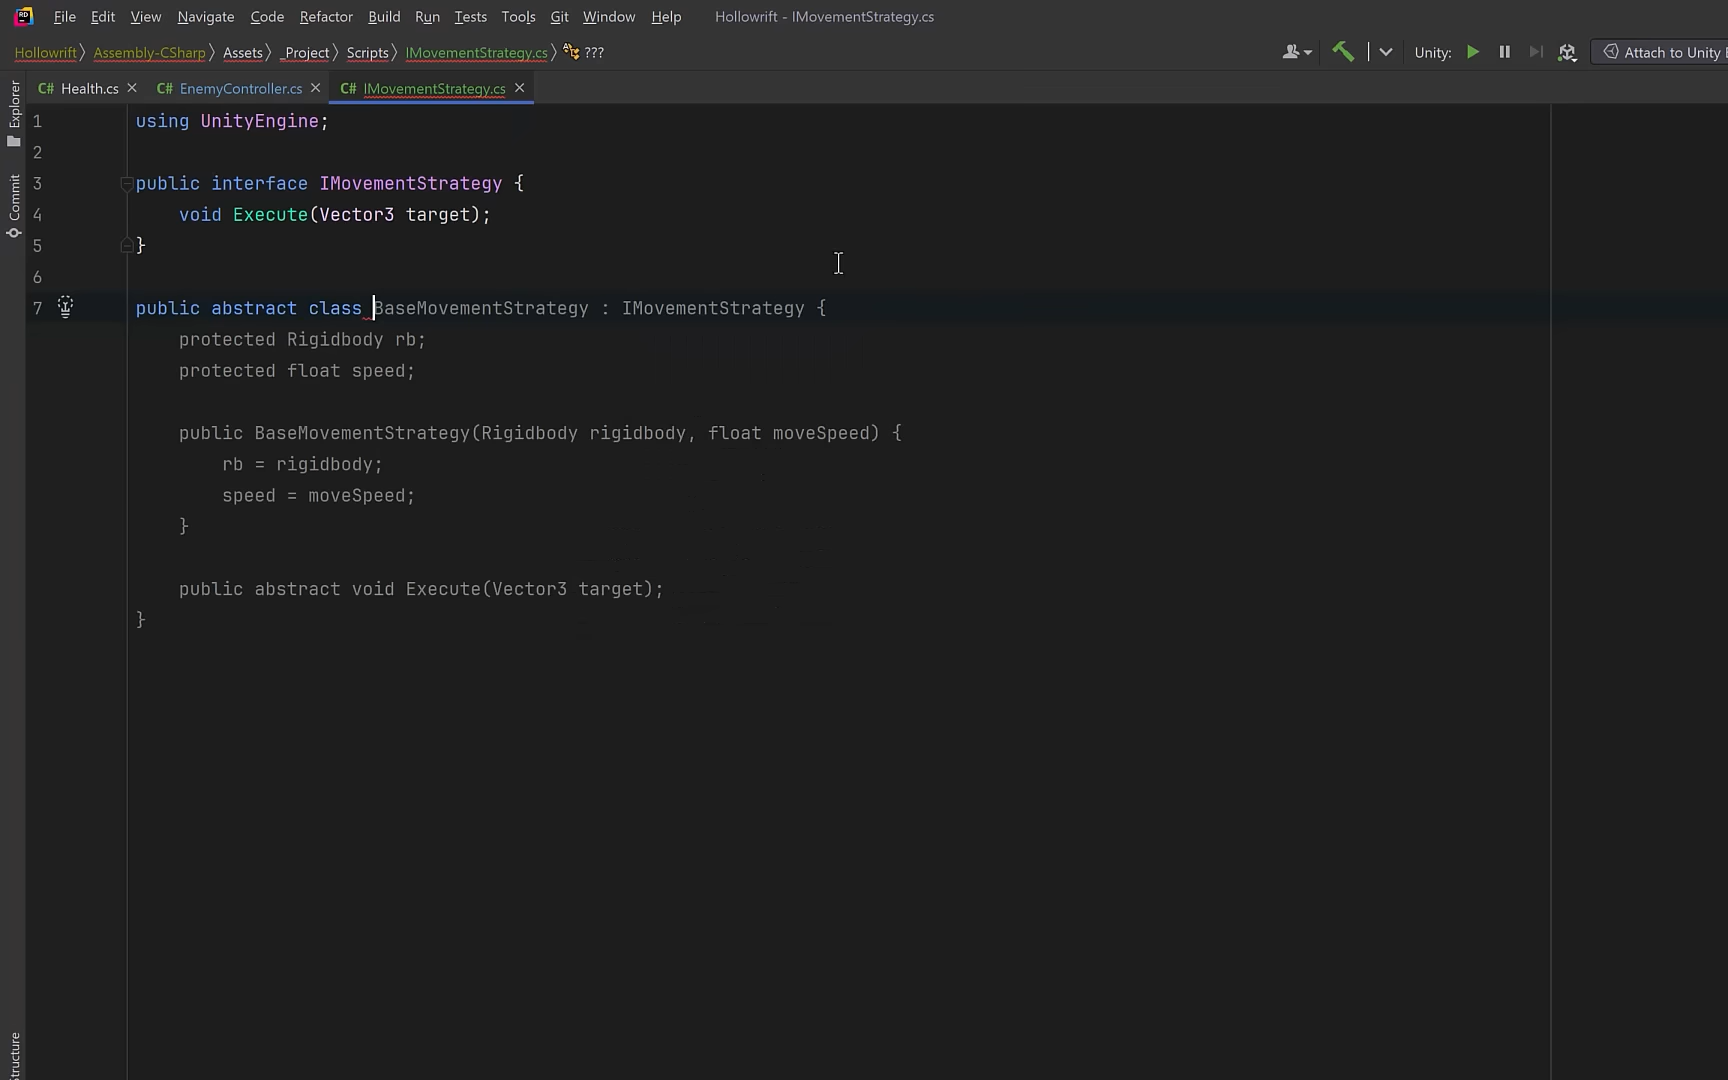 RD File Edit View Navigate Code Refactor Build Run Tests Tools Git Window Help Hollowrift - IMovementStrategy.cs
Hollowrift Assembly-CSharp Assets _Project Scripts IMovementStrategy.cs ??? Unity: Attach to Unity E
C# Health.cs C# EnemyController.cs C# IMovementStrategy.cs
Explorer
Commit
Structure
1 using UnityEngine;
2
3 public interface IMovementStrategy {
4 void Execute(Vector3 target);
5 }
6
7 public abstract class BaseMovementStrategy : IMovementStrategy {
protected Rigidbody rb;
protected float speed;
public BaseMovementStrategy(Rigidbody rigidbody, float moveSpeed) {
rb = rigidbody;
speed = moveSpeed;
}
public abstract void Execute(Vector3 target);
}